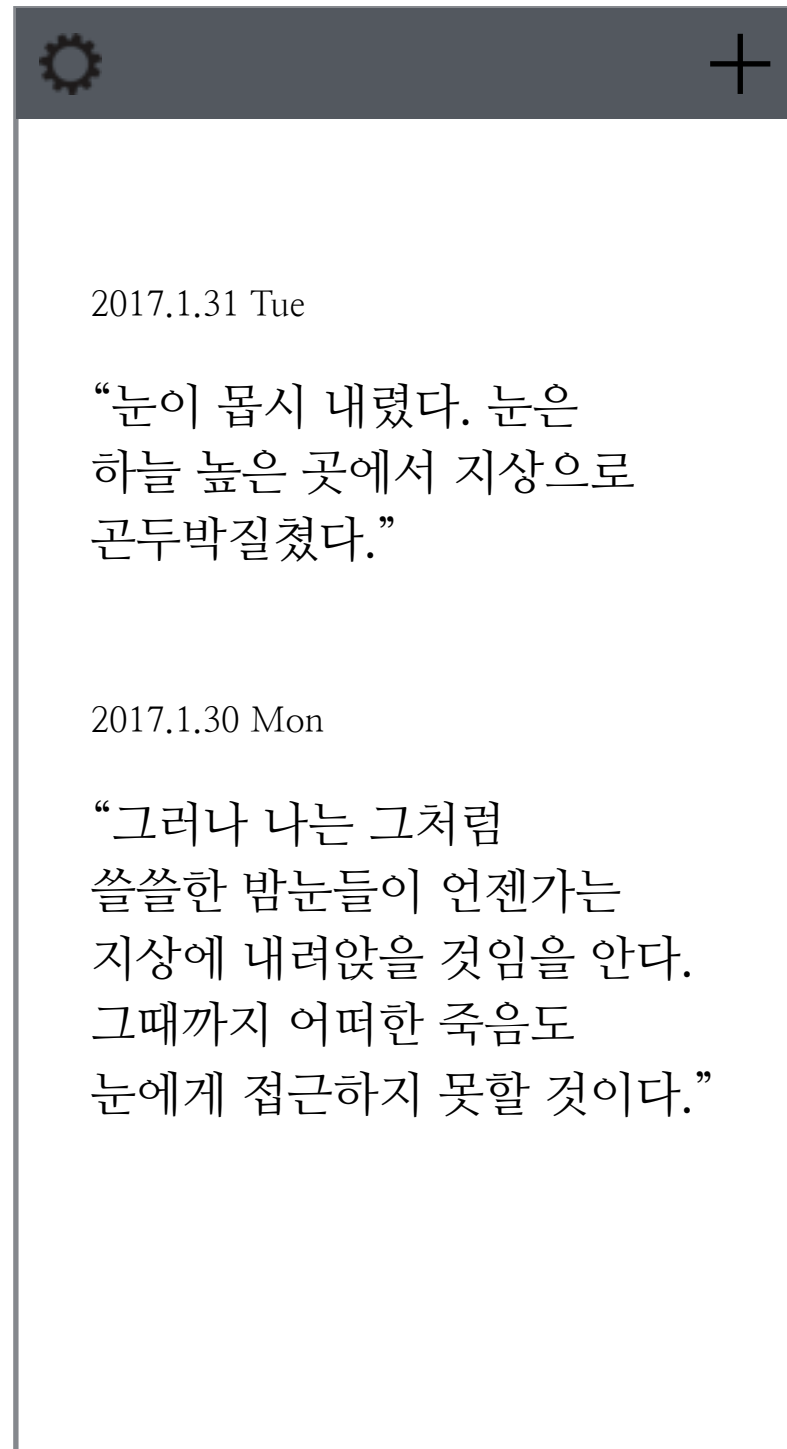 2017.1.31 Tue
“눈이 몹시 내렸다. 눈은
하늘 높은 곳에서 지상으로
곤두박질쳤다.”
2017.1.30 Mon
“그러나 나는 그처럼
쓸쓸한 밤눈들이 언젠가는
지상에 내려앉을 것임을 안다.
그때까지 어떠한 죽음도
눈에게 접근하지 못할 것이다.”